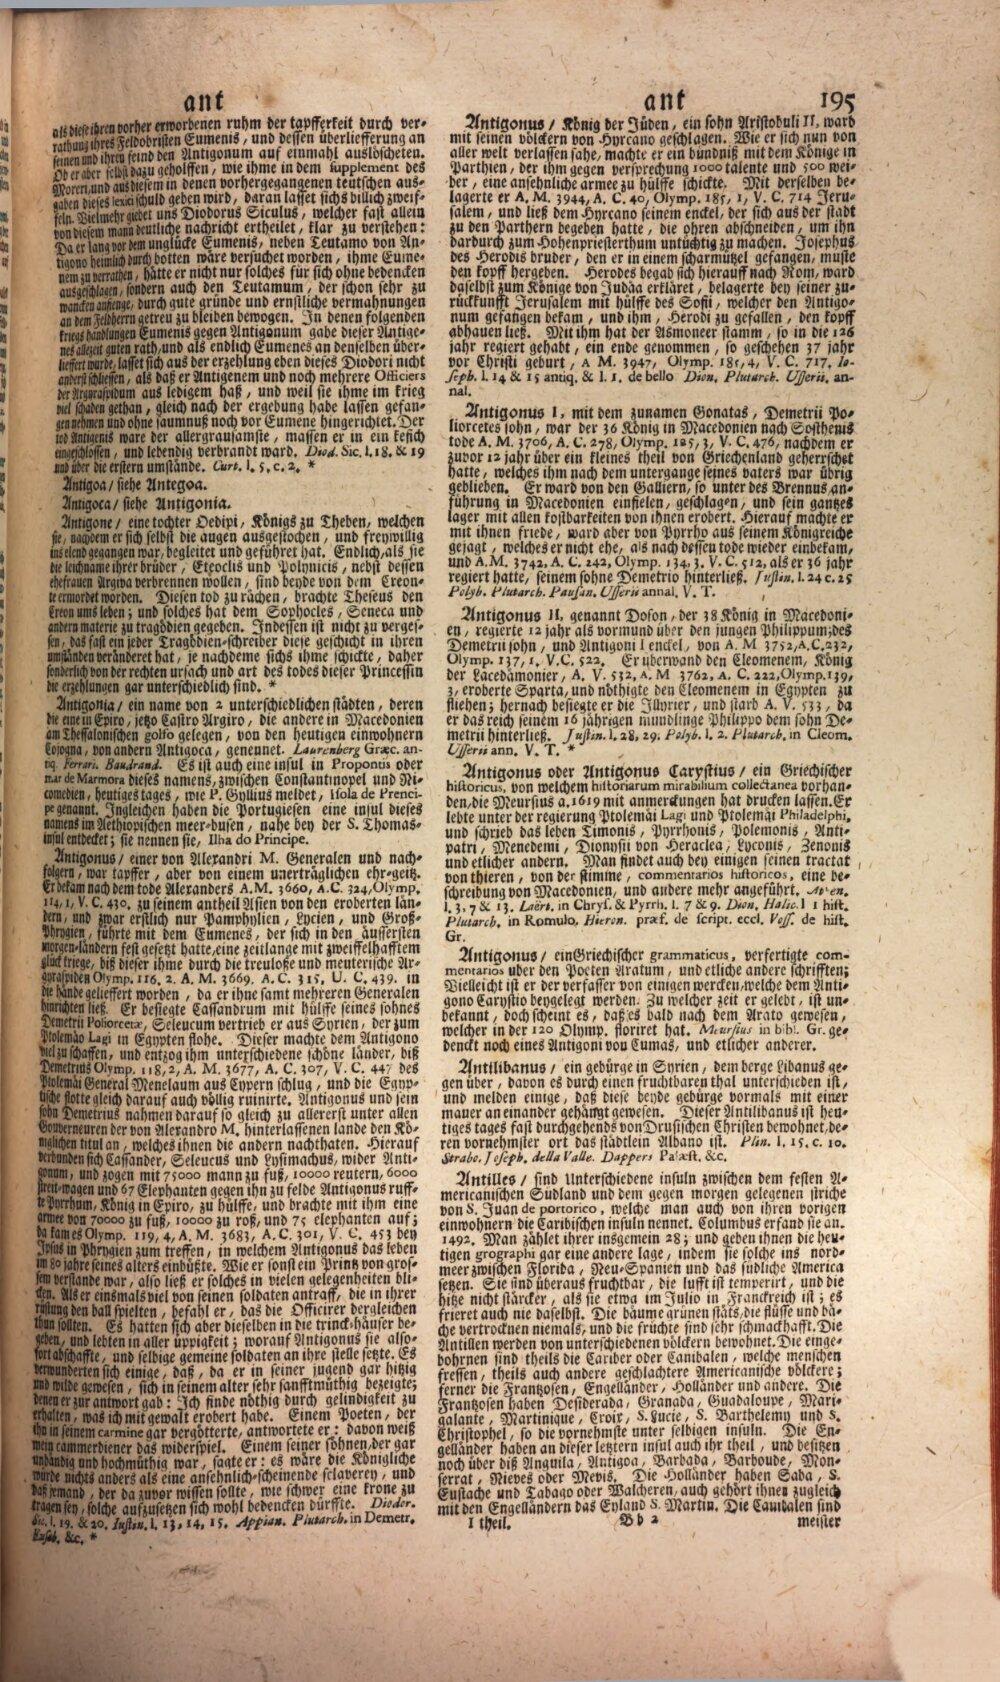 ant
als diese ihren vorher erworbenen ruhm der tapfferkeit durch ver-
rathung ihres Feldobristen Eumenis, und dessen überliefferung an
seinen und ihren feind den Antigonum auf einmahl auslöscheten.
Ob er aber selbst dazu geholffen, wie ihme in dem supplement des
Moreri, und aus diesem in denen vorhergegangenen teutschen aus-
gaben dieses lexici schuld geben wird, daran lasset sichs billich zweif-
feln. Vielmehr giebet uns Diodorus Siculus, welcher fast allein
von diesem mann deutliche nachricht ertheilet, klar zu verstehen:
Da er lang vor dem unglücke Eumenis, neben Teutamo von An-
tigono heimlich durch botten wäre versuchet worden, ihme Eume-
nem zu verrathen, hätte er nicht nur solches für sich ohne bedencken
ausgeschlagen, sondern auch den Teutamum, der schon sehr zu
wancken anfienge, durch gute gründe und ernstliche vermahnungen
an dem Feldherrn getreu zu bleiben bewogen. In denen folgenden
kriegs handlungen Eumenis gegen Antigonum gabe dieser Antige-
nes allezeit guten rath, und als endlich Eumenes an denselben über-
lieffert wurde, lasset sich aus der erzehlung eben dieses Diodori nicht
anderst schliessen, als daß er Antigenem und noch mehrere Officiers
der Argyraspidum aus ledigem haß, und weil sie ihme im krieg
viel schaden gethan, gleich nach der ergebung habe lassen gefan-
gen nehmen und ohne saumnuß noch vor Eumene hingerichtet. Der
tod Antigenis ware der allergrausamste, massen er in ein kefich
eingeschlossen, und lebendig verbrandt ward. Diod. Sic. l. 18. & 19
und über die erstern umstände. Curt. l. 5. c. 2. *
Antigoa / siehe Antegoa.
Antigoca / siehe Antigonia.
Antigone / eine tochter Oedipi, Königs zu Theben, welchen
sie, nachdem er sich selbst die augen ausgestochen, und freywillig
ins elend gegangen war, begleitet und geführet hat. Endlich, als sie
die leichname ihrer brüder, Eteoclis und Polynicis, nebst dessen
ehefrauen Argiva verbrennen wollen, sind beyde von dem Creon-
te ermordet worden. Diesen tod zu rächen, brachte Theseus den
Creon ums leben; und solches hat dem Sophocles, Seneca und
andern materie zu tragödien gegeben. Indessen ist nicht zu verges-
sen, das fast ein jeder Tragödien-schreiber diese geschicht in ihren
umständen veränderet hat, je nachdeme sichs ihme schickte, daher
sonderlich von der rechten ursach und art des todes dieser Princessin
die erzehlungen gar unterschiedlich sind. *
Antigonia / ein name von 2 unterschiedlichen städten, deren
die eine in Epiro, jetzo Castro Argiro, die andere in Macedonien
am Thessalonischen golfo gelegen, von den heutigen einwohnern
Cojogna, von andern Antigoca, genennet. Laurenberg Græc. an-
tiq. Ferrari. Baudrand. Es ist auch eine insul in Propontis oder
mar de Marmora dieses namens, zwischen Constantinopel und Ni-
comedien, heutiges tages, wie P. Gyllius meldet, Isola de Prenci-
pe genannt. Ingleichen haben die Portugiesen eine insul dieses
namens im Aethiopischen meer-busen, nahe bey der S. Thomas-
insul entdecket; sie nennen sie, Ilha do Principe.
Antigonus / einer von Alexandri M. Generalen und nach-
folgern, war tapffer, aber von einem unerträglichen ehr-geitz.
Er bekam nach dem tode Alexanders A. M. 3660, A. C. 324, Olymp.
114, 1, V. C. 430. zu seinem antheil Asien von den eroberten län-
dern, und zwar erstlich nur Pamphylien, Lycien, und Groß-
Phrygien, führte mit dem Eumenes, der sich in den äussersten
morgen-ländern fest gesetzt hatte, eine zeitlange mit zweiffelhafftem
glück kriege, biß dieser ihme durch die treulose und meuterische Ar-
gyraspiden Olymp. 116. 2. A. M. 3669. A. C. 315, U. C. 439. in
die hände gelieffert worden, da er ihne samt mehreren Generalen
hinrichten ließ. Er besiegte Cassandrum mit hülffe seines sohnes
Demetrii Poliorcetæ, Seleucum vertrieb er aus Syrien, der zum
Ptolemäo Lagi in Egypten flohe. Dieser machte dem Antigono
viel zu schaffen, und entzog ihm unterschiedene schöne länder, biß
Demetrius Olymp. 118, 2, A. M. 3677, A. C. 307, V. C. 447 des
Ptolemäi General Menelaum aus Cypern schlug, und die Egyp-
tische flotte gleich darauf auch völlig ruinirte. Antigonus und sein
sohn Demetrius nahmen darauf so gleich zu allererst unter allen
Gouverneuren der von Alexandro M. hinterlassenen lande den Kö-
niglichen titul an, welches ihnen die andern nachthaten. Hierauf
verbunden sich Cassander, Seleucus und Lysimachus, wider Anti-
gonum, und zogen mit 75000 mann zu fuß, 10000 reutern, 6000
streit-wagen und 67 Elephanten gegen ihn zu felde Antigonus ruff-
te Pyrrhum, König in Epiro, zu hülffe, und brachte mit ihm eine
armee von 70000 zu fuß, 10000 zu roß, und 75 elephanten auf;
da kam es Olymp. 119, 4, A. M. 3683, A. C. 301, V. C. 453 bey
Ipsus in Phrygien zum treffen, in welchem Antigonus das leben
im 80 jahre seines alters einbüßte. Wie er sonst ein Printz von gros-
sem verstande war, also ließ er solches in vielen gelegenheiten bli-
cken. Als er einsmals viel von seinen soldaten antraff, die in ihrer
rüstung den ball spielten, befahl er, das die Officirer dergleichen
thun sollten. Es hatten sich aber dieselben in die trinck-häuser be-
geben, und lebten in aller üppigkeit; worauf Antigonus sie also-
fort abschaffte, und selbige gemeine soldaten an ihre stelle setzte. Es
verwunderten sich einige, daß, da er in seiner jugend gar hitzig
und wilde gewesen, sich in seinem alter sehr sanfftmüthig bezeigte;
denen er zur antwort gab: Ich finde nöthig durch gelindigkeit zu
erhalten, was ich mit gewalt erobert habe. Einem Poeten, der
ihn in seinem carmine gar vergötterte, antwortete er: davon weiß
mein cammerdiener das widerspiel. Einem seiner söhnen, der gar
unbändig und hochmüthig war, sagte er: es wäre die Königliche
würde nichts anders als eine ansehnlich-scheinende sclaverey, und
daß jemand, der da zuvor wissen sollte, wie schwer eine krone zu
tragen sey, solche aufzusetzen sich wohl bedencken dürffte. Diodor.
Sic. l. 19. & 20. Justin. l. 13, 14, 15. Appian. Plutarch. in Demetr.
Euseb. &c. *
ant 195
Antigonus / König der Jüden, ein sohn Aristobuli II, ward
mit seinen völckern von Hyrcano geschlagen. Wie er sich nun von
aller welt verlassen sahe, machte er ein bündniß mit dem Könige in
Parthien, der ihm gegen versprechung 1000 talente und 500 wei-
ber, eine ansehnliche armee zu hülffe schickte. Mit derselben be-
lagerte er A. M. 3944, A. C. 40, Olymp. 185, 1, V. C. 714 Jeru-
salem, und ließ dem Hyrcano seinem enckel, der sich aus der stadt
zu den Parthern begeben hatte, die ohren abschneiden, um ihn
dardurch zum Hohenpriesterthum untüchtig zu machen. Josephus
des Herodis bruder, den er in einem scharmützel gefangen, muste
den kopff hergeben. Herodes begab sich hierauff nach Rom, ward
daselbst zum Könige von Judäa erkläret, belagerte bey seiner zu-
rückkunfft Jerusalem mit hülffe des Sosii, welcher den Antigo-
num gefangen bekam, und ihm, Herodi zu gefallen, den kopff
abhauen ließ. Mit ihm hat der Asmoneer stamm, so in die 126
jahr regiert gehabt, ein ende genommen, so geschehen 37 jahr
vor Christi geburt, A M. 3947, Olymp. 185, 4, V. C. 717. Jo-
seph. l. 14 & 15 antiq. & l. 1. de bello Dion. Plutarch. Usserii. an-
nal.
Antigonus I, mit dem zunamen Gonatas, Demetrii Po-
liorcetes sohn, war der 36 König in Macedonien nach Sosthenis
tode A. M. 3706, A. C. 278, Olymp. 125, 3, V. C. 476, nachdem er
zuvor 12 jahr über ein kleines theil von Griechenland geherrschet
hatte, welches ihm nach dem untergange seines vaters war übrig
geblieben. Er ward von den Galliern, so unter des Brennus an-
führung in Macedonien einfielen, geschlagen, und sein gantzes
lager mit allen kostbarkeiten von ihnen erobert. Hierauf machte er
mit ihnen friede, ward aber von Pyrrho aus seinem Königreiche
gejagt, welches er nicht ehe, als nach dessen tode wieder einbekam,
und A.M. 3742, A. C. 242, Olymp. 134, 3. V. C. 512, als er 36 jahr
regiert hatte, seinem sohne Demetrio hinterließ. Justin. l. 24 c. 25
Polyb. Plutarch. Pausan. Usserii annal. V. T.
Antigonus II, genannt Doson, der 38 König in Macedoni-
en, regierte 12 jahr als vormund über den jungen Philippum, des
Demetrii sohn, und Antigoni I enckel, von A. M 3752, A.C. 232,
Olymp. 137, 1. V.C. 522. Er überwand den Cleomenem, König
der Lacedämonier, A. V. 532, A. M 3762, A. C. 222, Olymp. 139,
3, eroberte Sparta, und nöthigte den Cleomenem in Egypten zu
fliehen; hernach besiegte er die Illyrier, und starb A. V. 533, da
er das reich seinem 16 jährigen mündlinge Philippo dem sohn De-
metrii hinterließ. Justin. l. 28, 29. Polyb. l. 2. Plutarch. in Cleom.
Usserii ann. V. T. *
Antigonus oder Antigonus Carystius / ein Griechischer
historicus, von welchem historiarum mirabilium collectanea vorhan-
den, die Meursius a. 1619 mit anmerckungen hat drucken lassen. Er
lebte unter der regierung Ptolemäi Lagi und Ptolemäi Philadelphi,
und schrieb das leben Timonis, Pyrrhonis, Polemonis, Anti-
patri, Menedemi, Dionysii von Heraclea, Lyconis, Zenonis
und etlicher andern. Man findet auch bey einigen seinen tractat
von thieren, von der stimme, commentarios historicos, eine be-
schreibung von Macedonien, und andere mehr angeführt. Athen.
l. 3, 7 & 13. Laërt. in Chrys. & Pyrrh. l. 7 & 9. Dion. Halic. l 1 hist.
Plutarch. in Romulo, Hieron. præf. de script. eccl. Voss. de hist.
Gr.
Antigonus / ein Griechischer grammaticus, verfertigte com-
mentarios über den Poeten Aratum, und etliche andere schrifften;
Vielleicht ist er der verfasser von einigen wercken, welche dem Anti-
gono Carystio beygelegt werden. Zu welcher zeit er gelebt, ist un-
bekannt, doch scheint es, daß es bald nach dem Arato gewesen,
welcher in der 120 Olymp. floriret hat. Meursius in bibl. Gr. ge-
denckt noch eines Antigoni von Cumas, und etlicher anderer.
Antilibanus / ein gebürge in Syrien, dem berge Libanus ge-
gen über, davon es durch einen fruchtbaren thal unterschieden ist,
und melden einige, daß diese beyde gebürge vormals mit einer
mauer an einander gehängt gewesen. Dieser Antilibanus ist heu-
tiges tages fast durchgehends von Drusischen Christen bewohnet, de-
ren vornehmster ort das städtlein Albano ist. Plin. l. 15. c. 10.
Strabo. Joseph. della Valle. Dappers Palæst. &c.
Antilles / sind Unterschiedene insuln zwischen dem festen A-
mericanischen Südland und dem gegen morgen gelegenen striche
von S. Juan de portorico, welche man auch von ihren vorigen
einwohnern die Caribischen insuln nennet. Columbus erfand sie an.
1492. Man zählet ihrer insgemein 28; und geben ihnen die heu-
tigen grographi gar eine andere lage, indem sie solche ins nord-
meer zwischen Florida, Neu-Spanien und das südliche America
setzen. Sie sind überaus fruchtbar, die lufft ist temperirt, und die
hitze nicht stärcker, als sie etwa im Julio in Franckreich ist; es
frieret auch nie daselbst. Die bäume grünen stäts, die flüsse und bä-
che vertrocknen niemals, und die früchte sind sehr schmackhafft. Die
Antillen werden von unterschiedenen völckern bewohnet. Die einge-
bohrnen sind theils die Cariber oder Canibalen, welche menschen
fressen, theils auch andere geschlachtere Americanische völckere;
ferner die Frantzosen, Engelländer, Holländer und andere. Die
Frantzosen haben Desiderada, Granada, Guadaloupe, Mari-
galante, Martinique, Croix, S. Lucie, S. Barthelemy und S.
Christophel, so die vornehmste unter selbigen insuln. Die En-
gelländer haben an dieser letztern insul auch ihr theil, und besitzen
noch über diß Anguila, Antigoa, Barbada, Barboude, Mon-
serrat, Nieves oder Mevis. Die Holländer haben Saba, S.
Eustache und Tabago oder Walcheren, auch gehört ihnen zugleich
mit den Engelländern das Eyland S. Martin. Die Canibalen sind
I theil. Bb 2 meister